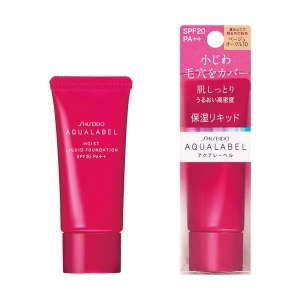 SHISEIDO
AQUALABEL
MOIST
LIQUID FOUNDATION
SPF20·PA++
SPF20
PA++
ベージュ
オークル10
小じわ
毛穴をカバー
肌しっとり
うるおい高密度
保湿リキッド
SHISEIDO
AQUALABEL
アクアレーベル